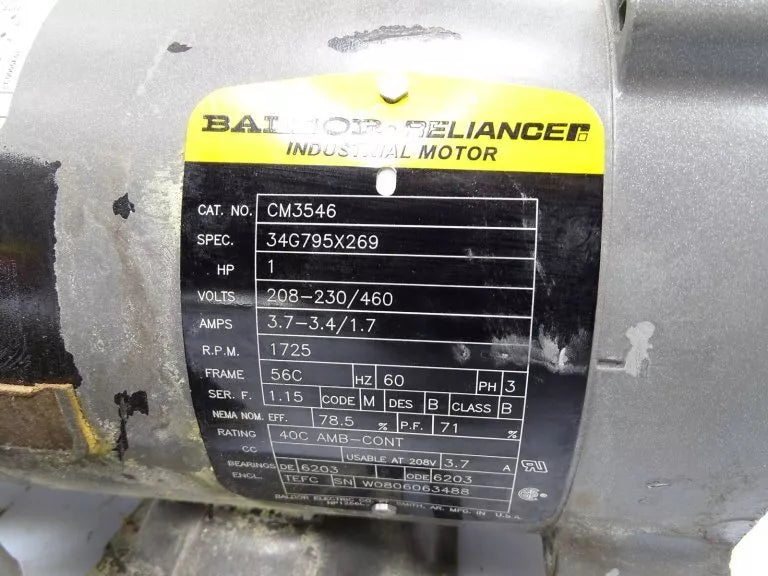 BALDOR • RELIANCER
INDUSTRIAL MOTOR
CAT. NO. CM3546
SPEC. 34G795X269
HP 1
VOLTS 208-230/460
AMPS 3.7-3.4/1.7
R.P.M. 1725
FRAME 56C HZ 60 PH 3
SER. F. 1.15 CODE M DES B CLASS B
NEMA NOM. EFF. 78.5 % P.F. 71 %
RATING 40C AMB-CONT
CC USABLE AT 208V 3.7 A
BEARINGS DE 6203 ODE 6203
ENCL. TEFC SN W0806063488
BALDOR ELECTRIC CO. FT. SMITH, AR. MFG. IN U.S.A.